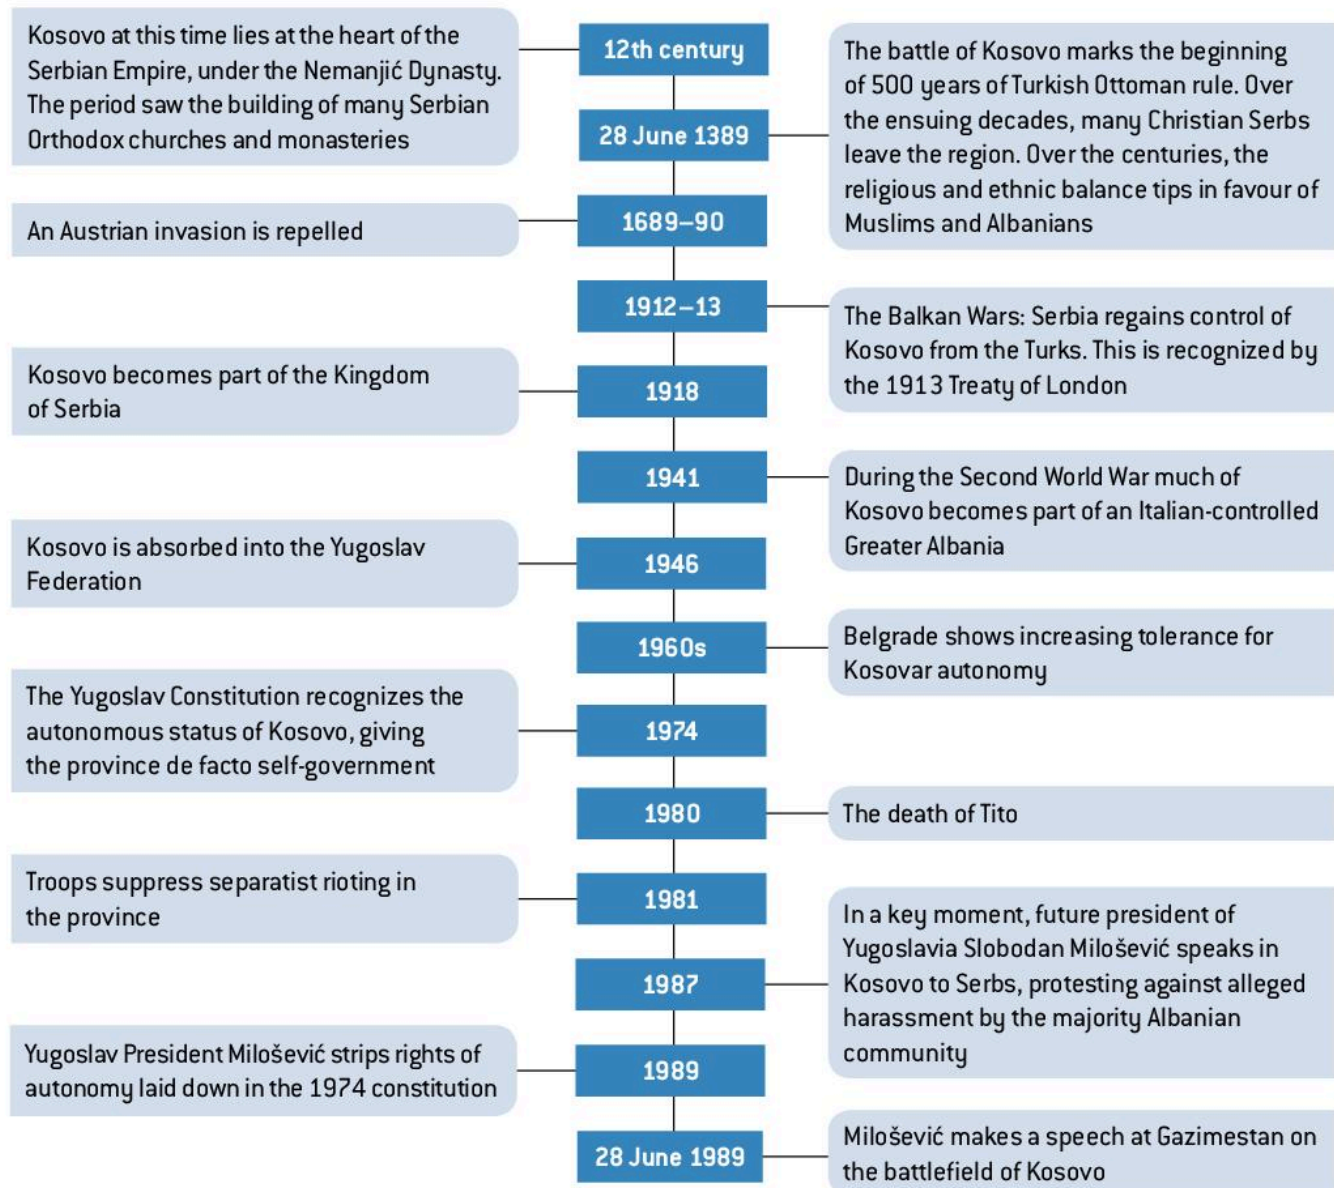 12th century
Kosovo at this time lies at the heart of the
Serbian Empire, under the Nemanjić Dynasty.
The period saw the building of many Serbian
Orthodox churches and monasteries
28 June 1389
The battle of Kosovo marks the beginning
of 500 years of Turkish Ottoman rule. Over
the ensuing decades, many Christian Serbs
leave the region. Over the centuries, the
religious and ethnic balance tips in favour of
Muslims and Albanians
1689–90
An Austrian invasion is repelled
1912–13
The Balkan Wars: Serbia regains control of
Kosovo from the Turks. This is recognized by
the 1913 Treaty of London
1918
Kosovo becomes part of the Kingdom
of Serbia
1941
During the Second World War much of
Kosovo becomes part of an Italian-controlled
Greater Albania
1946
Kosovo is absorbed into the Yugoslav
Federation
1960s
Belgrade shows increasing tolerance for
Kosovar autonomy
1974
The Yugoslav Constitution recognizes the
autonomous status of Kosovo, giving
the province de facto self-government
1980
The death of Tito
1981
Troops suppress separatist rioting in
the province
1987
In a key moment, future president of
Yugoslavia Slobodan Milošević speaks in
Kosovo to Serbs, protesting against alleged
harassment by the majority Albanian
community
1989
Yugoslav President Milošević strips rights of
autonomy laid down in the 1974 constitution
28 June 1989
Milošević makes a speech at Gazimestan on
the battlefield of Kosovo